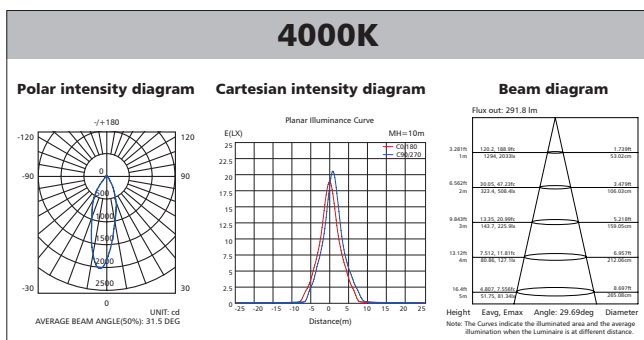 4000K
Polar intensity diagram
Cartesian intensity diagram
Beam diagram
-/+180
-120
120
-90
90
0
500
1000
1500
2000
2500
-30
30
0
UNIT: cd
AVERAGE BEAM ANGLE(50%): 31.5 DEG
Planar Illuminance Curve
E(LX)
MH=10m
C0/180
C90/270
25
22.5
20
17.5
15
12.5
10
7.5
5
2.5
0
-25 -20 -15 -10 -5 0 5 10 15 20 25
Distance(m)
Flux out: 291.8 lm
3.281ft 120.2, 188.9fc 1.739ft
1m 1294, 2033lx 53.02cm
6.562ft 30.05, 47.23fc 3.479ft
2m 323.4, 508.4lx 106.03cm
9.843ft 13.35, 20.99fc 5.218ft
3m 143.7, 225.9lx 159.05cm
13.12ft 7.512, 11.81fc 6.957ft
4m 80.86, 127.1lx 212.06cm
16.4ft 4.807, 7.556fc 8.697ft
5m 51.75, 81.34lx 265.08cm
Height Eavg, Emax Angle: 29.69deg Diameter
Note: The Curves indicate the illuminated area and the average
illumination when the Luminaire is at different distance.